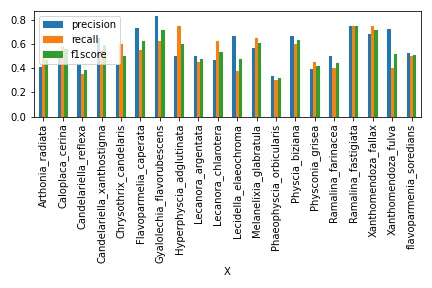 precision
recall
f1score
0.8
0.6
0.4
0.2
0.0
Arthonia_radiata
Caloplaca_cerina
Candelariella_reflexa
Candelariella_xanthostigma
Chrysothrix_candelaris
Flavoparmelia_caperata
Gyalolechia_flavorubescens
Hyperphyscia_adglutinata
Lecanora_argentata
Lecanora_chlarotera
Lecidella_elaeochroma
Melanelixia_glabratula
Phaeophyscia_orbicularis
Physcia_biziana
Physconia_grisea
Ramalina_farinacea
Ramalina_fastigiata
Xanthomendoza_fallax
Xanthomendoza_fulva
flavoparmenia_soredians
X